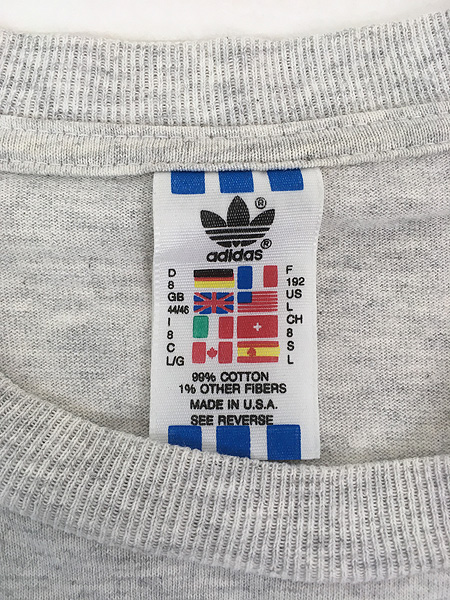 ®
adidas®
D F
8 192
GB US
44/46 L
I CH
8 8
C S
L/G L
99% COTTON
1% OTHER FIBERS
MADE IN U.S.A.
SEE REVERSE